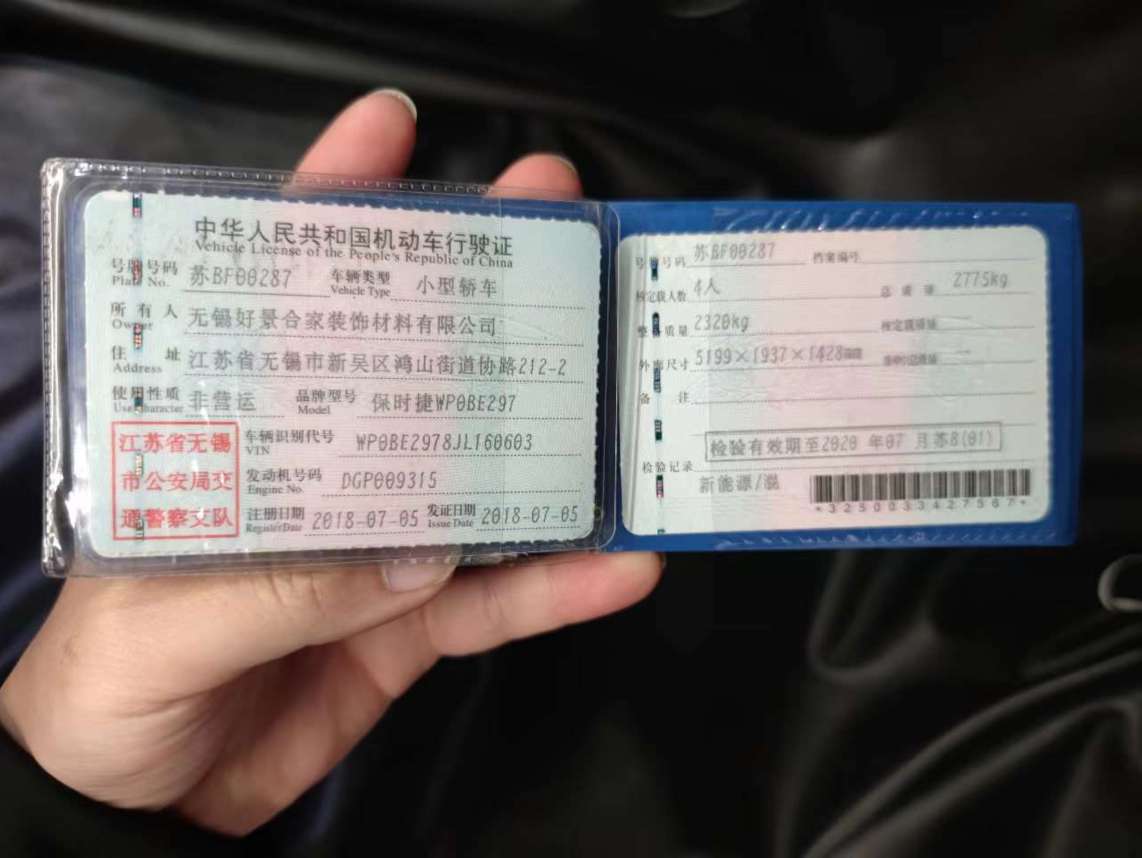 中华人民共和国机动车行驶证
Vehicle License of the People's Republic of China
号牌号码 苏BF00287 车辆类型 小型轿车
Plate No. Vehicle Type
所有人 无锡好景合家装饰材料有限公司
Owner
住址 江苏省无锡市新吴区鸿山街道协路212-2
Address
使用性质 非营运 品牌型号 保时捷WP0BE297
Use Character Model
江苏省无锡
市公安局交
通警察支队
车辆识别代号 WP0BE2978JL160603
VIN
发动机号码 DGP009315
Engine No.
注册日期 2018-07-05 发证日期 2018-07-05
Register Date Issue Date
号牌号码 苏BF00287 档案编号
核定载人数 4人 总质量 2775kg
整备质量 2320kg 核定载质量 --
外廓尺寸 5199×1937×1428 --
备注
检验有效期至2020 年07 月苏B(01)
检验记录
新能源/混
*3250033427567*